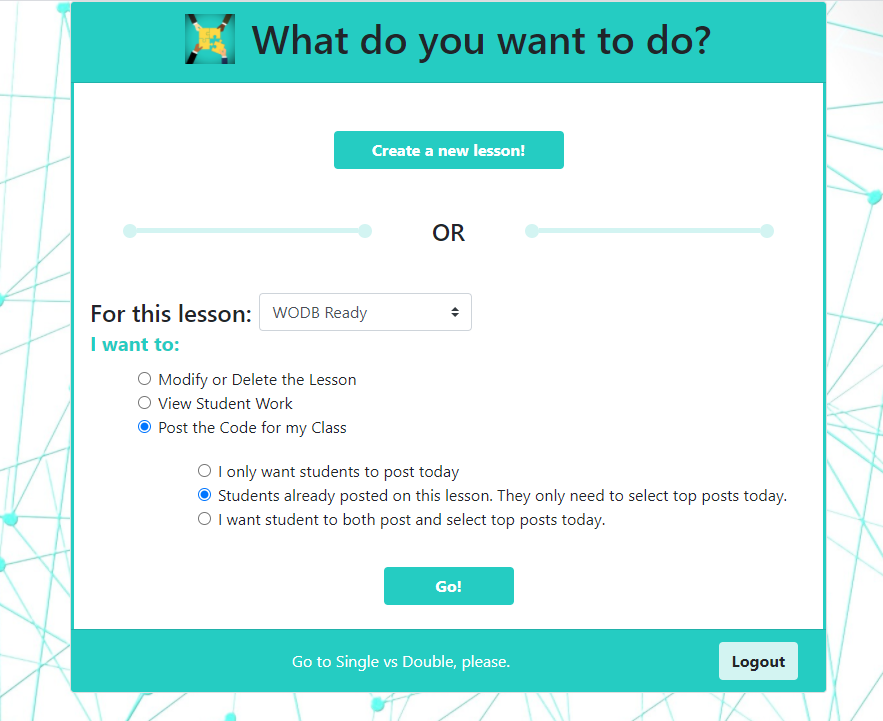 What do you want to do?
Create a new lesson!
OR
For this lesson: WODB Ready
I want to:
Modify or Delete the Lesson
View Student Work
Post the Code for my Class
I only want students to post today
Students already posted on this lesson. They only need to select top posts today.
I want student to both post and select top posts today.
Go!
Go to Single vs Double, please. Logout